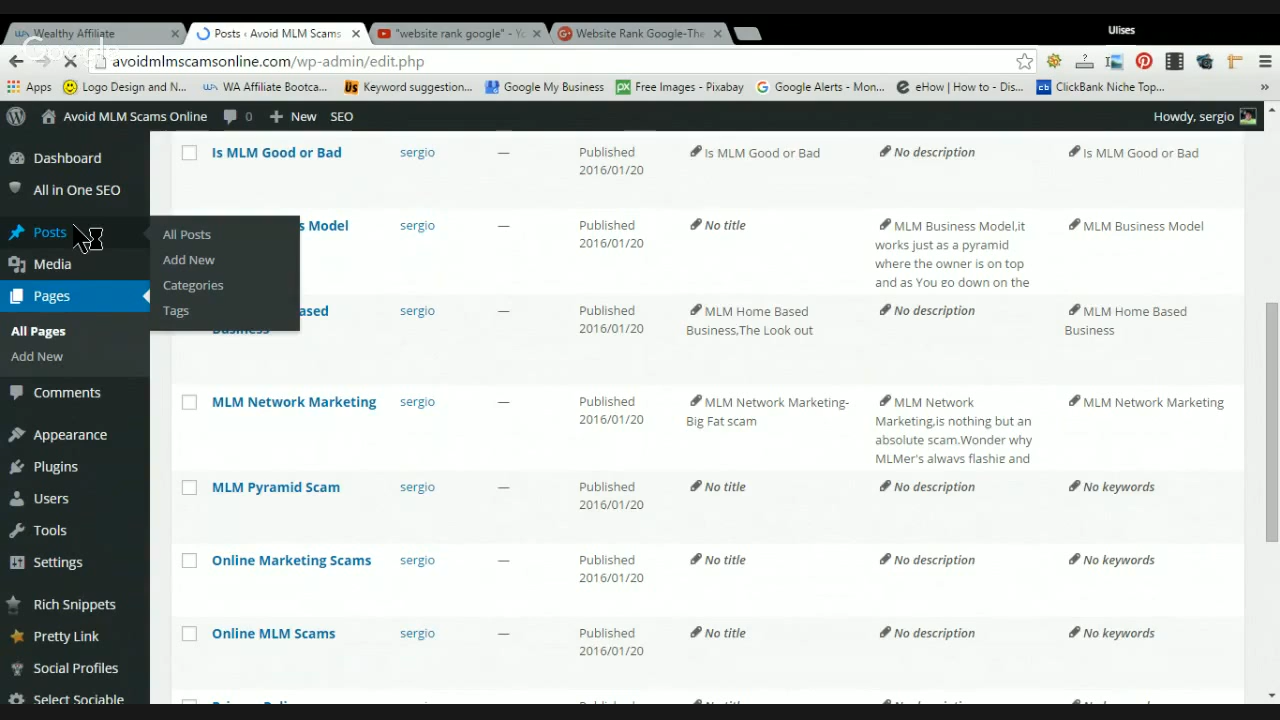 Wealthy Affiliate
Posts ‹ Avoid MLM Scams
"website rank google" - Yo
Website Rank Google-The
Ulises
Google
avoidmlmscamsonline.com/wp-admin/edit.php
Apps
Logo Design and N...
WA Affiliate Bootca...
Keyword suggestion...
Google My Business
Free Images - Pixabay
Google Alerts - Mon...
eHow | How to - Dis...
ClickBank Niche Top...
Avoid MLM Scams Online
0
New
SEO
Howdy, sergio
Dashboard
All in One SEO
Posts
Media
Pages
All Pages
Add New
Comments
Appearance
Plugins
Users
Tools
Settings
Rich Snippets
Pretty Link
Social Profiles
Select Sociable
All Posts
Add New
Categories
Tags
Is MLM Good or Bad
sergio
—
Published
2016/01/20
Is MLM Good or Bad
No description
Is MLM Good or Bad
s Model
sergio
—
Published
2016/01/20
No title
MLM Business Model,it
works just as a pyramid
where the owner is on top
and as You go down on the
MLM Business Model
ased
Business
sergio
—
Published
2016/01/20
MLM Home Based
Business,The Look out
No description
MLM Home Based
Business
MLM Network Marketing
sergio
—
Published
2016/01/20
MLM Network Marketing-
Big Fat scam
MLM Network
Marketing,is nothing but an
absolute scam.Wonder why
MLMer's always flashig and
MLM Network Marketing
MLM Pyramid Scam
sergio
—
Published
2016/01/20
No title
No description
No keywords
Online Marketing Scams
sergio
—
Published
2016/01/20
No title
No description
No keywords
Online MLM Scams
sergio
—
Published
2016/01/20
No title
No description
No keywords